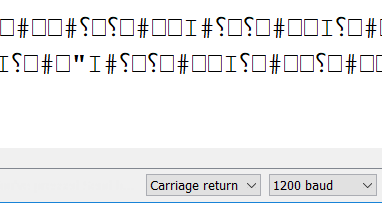 □#□□#⸮□⸮□#□□I#⸮□⸮□#□□I⸮□#
I⸮□#□"I#⸮□⸮□#□□I⸮□#□□⸮□#□
Carriage return 1200 baud